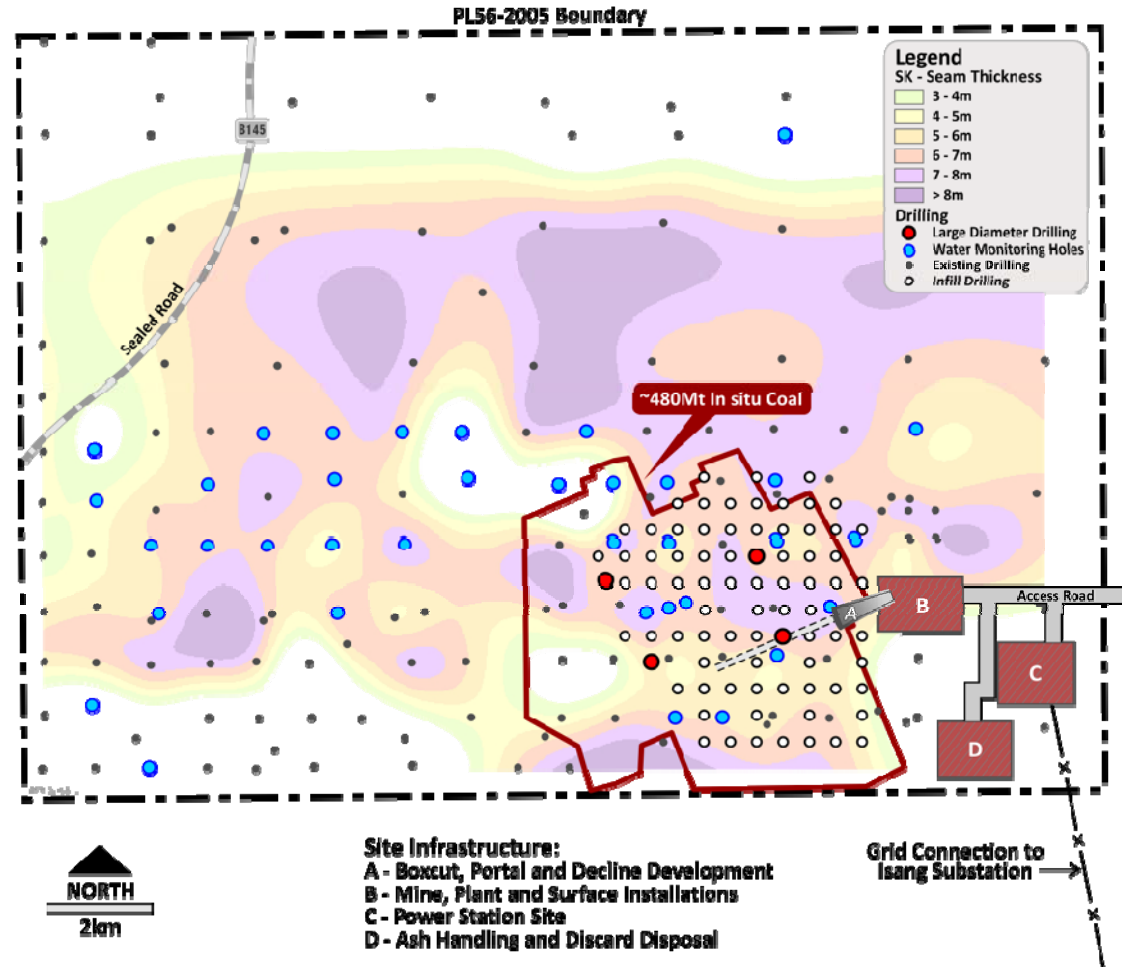 PL56-2005 Boundary
Legend
SK - Seam Thickness
3 - 4m
4 - 5m
5 - 6m
6 - 7m
7 - 8m
> 8m
Drilling
Large Diameter Drilling
Water Monitoring Holes
Existing Drilling
Infill Drilling
B145
Sealed Road
~480Mt In situ Coal
A
B
Access Road
C
D
NORTH
2km
Site Infrastructure:
A - Boxcut, Portal and Decline Development
B - Mine, Plant and Surface Installations
C - Power Station Site
D - Ash Handling and Discard Disposal
Grid Connection to
Isang Substation